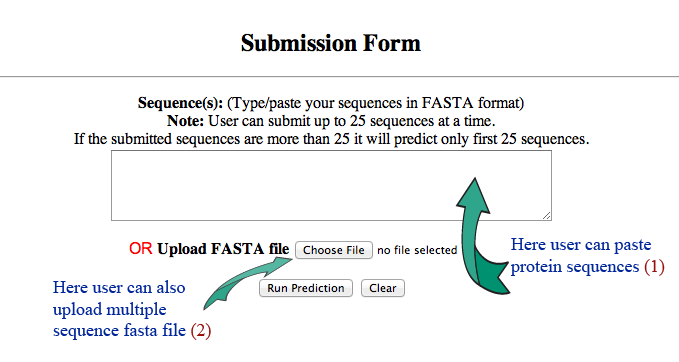 Submission Form
Sequence(s): (Type/paste your sequences in FASTA format)
Note: User can submit up to 25 sequences at a time.
If the submitted sequences are more than 25 it will predict only first 25 sequences.
OR Upload FASTA file Choose File no file selected
Here user can paste
protein sequences (1)
Run Prediction Clear
Here user can also
upload multiple
sequence fasta file (2)